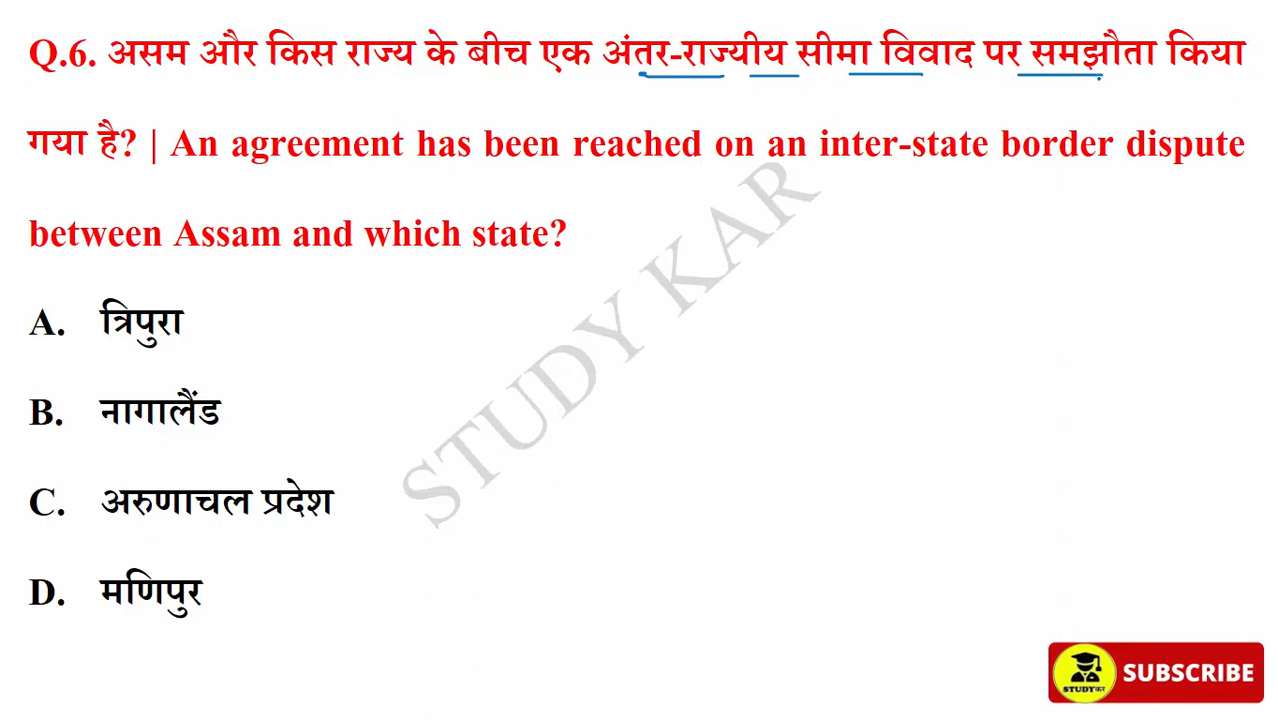 Q.6. असम और किस राज्य के बीच एक अंतर-राज्यीय सीमा विवाद पर समझौता किया
गया है? | An agreement has been reached on an inter-state border dispute
between Assam and which state?
A. त्रिपुरा
B. नागालैंड
C. अरुणाचल प्रदेश
D. मणिपुर
STUDY KAR
STUDYकर
SUBSCRIBE